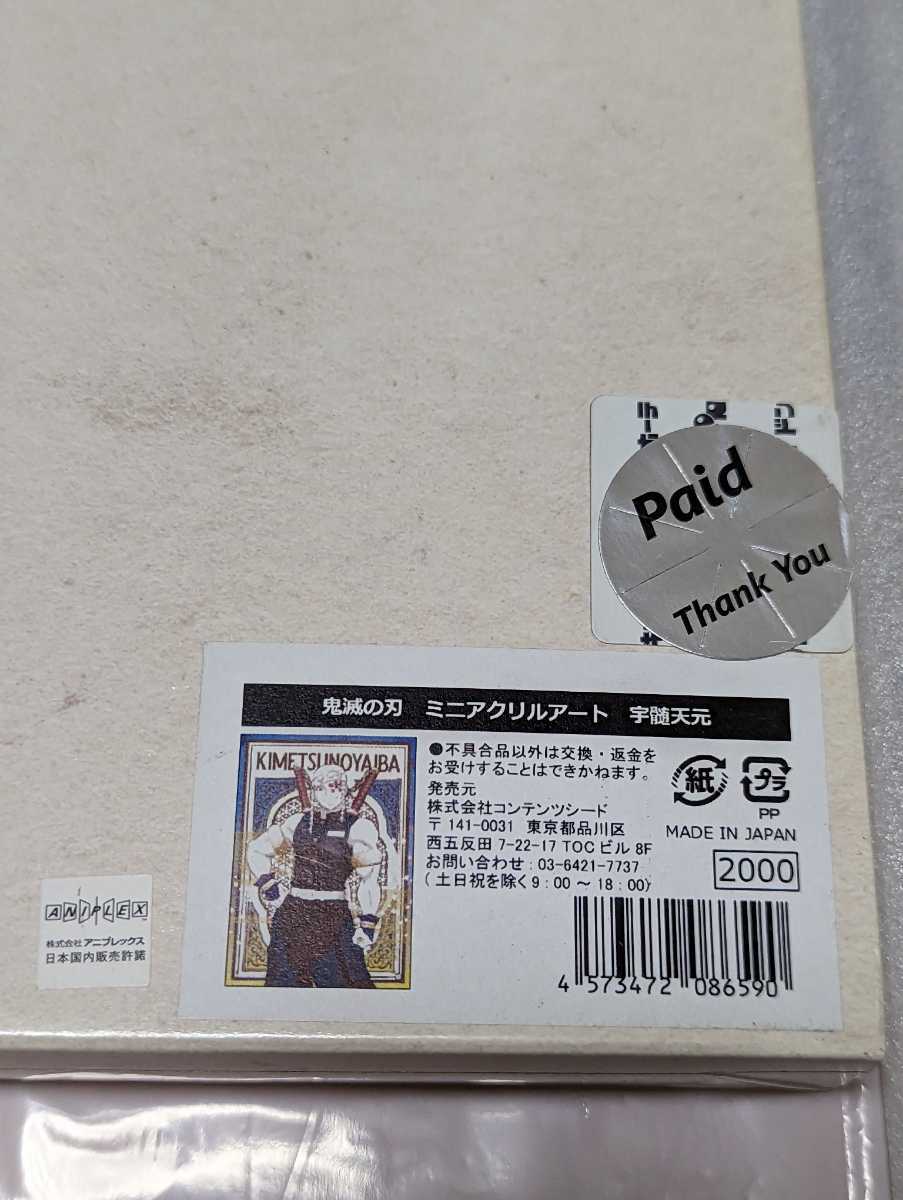 Paid
Thank You
鬼滅の刃 ミニアクリルアート 宇髄天元
KIMETSUNOYAIBA
●不具合品以外は交換・返金を
お受けすることはできかねます。
発売元
株式会社コンテンツシード
〒141-0031 東京都品川区
西五反田 7-22-17 TOCビル 8F
お問い合わせ:03-6421-7737
(土日祝を除く9:00~18:00)
紙
プラ
PP
MADE IN JAPAN
2000
4 573472 086590
ANIPLEX
株式会社アニプレックス
日本国内販売許諾